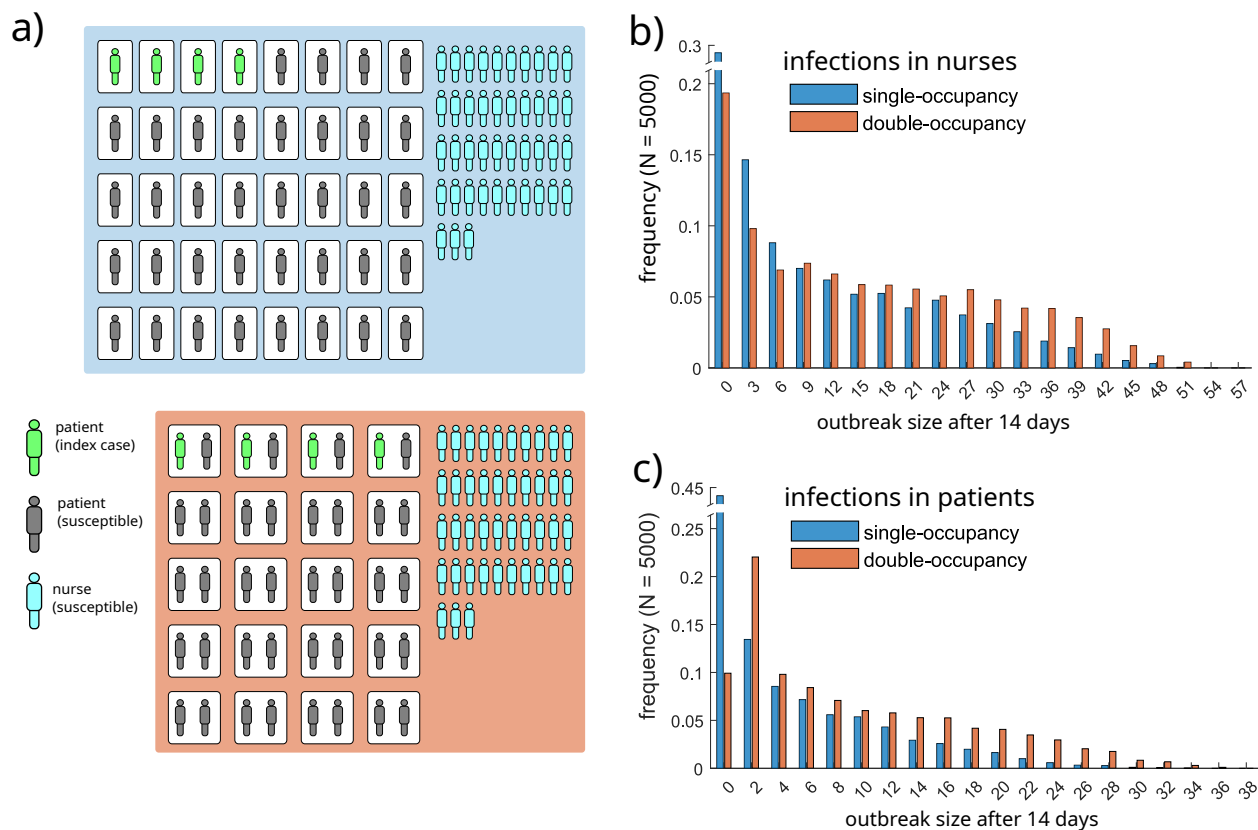 a)
patient
(index case)
patient
(susceptible)
nurse
(susceptible)
b)
infections in nurses
single-occupancy
double-occupancy
frequency (N = 5000)
0.3
0.2
0.15
0.1
0.05
0
0 3 6 9 12 15 18 21 24 27 30 33 36 39 42 45 48 51 54 57
outbreak size after 14 days
c)
infections in patients
single-occupancy
double-occupancy
frequency (N = 5000)
0.45
0.25
0.2
0.15
0.1
0.05
0
0 2 4 6 8 10 12 14 16 18 20 22 24 26 28 30 32 34 36 38
outbreak size after 14 days